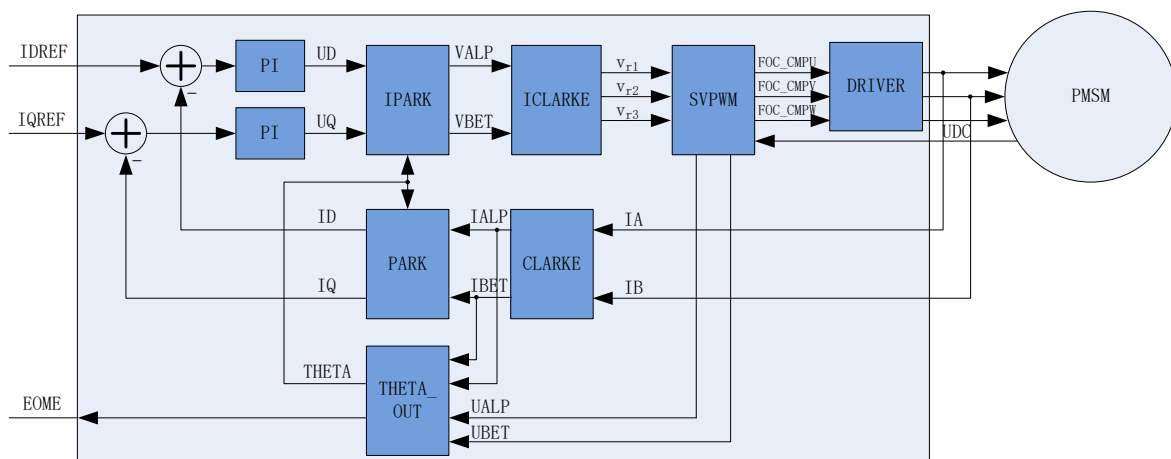 IDREF
IQREF
PI
UD
PI
UQ
IPARK
VALP
VBET
ICLARKE
Vr1
Vr2
Vr3
SVPWM
FOC_CMPU
FOC_CMPV
FOC_CMPW
DRIVER
UDC
PMSM
ID
IQ
PARK
IALP
IBET
CLARKE
IA
IB
THETA
THETA_
OUT
UALP
UBET
EOME